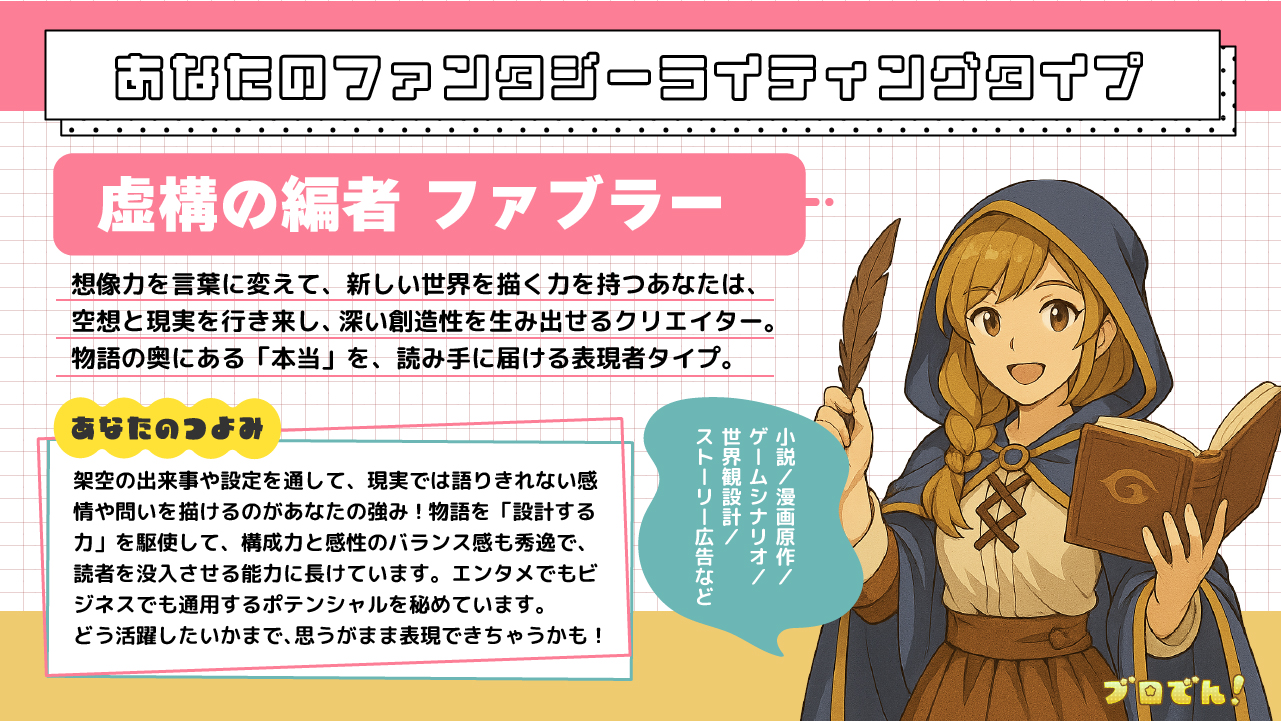 あなたのファンタジーライティングタイプ
虚構の編者 ファブラー
想像力を言葉に変えて、新しい世界を描く力を持つあなたは、
空想と現実を行き来し、深い創造性を生み出せるクリエイター。
物語の奥にある「本当」を、読み手に届ける表現者タイプ。
あなたのつよみ
架空の出来事や設定を通して、現実では語りきれない感
情や問いを描けるのがあなたの強み！物語を「設計する
力」を駆使して、構成力と感性のバランス感も秀逸で、
読者を没入させる能力に長けています。エンタメでもビ
ジネスでも通用するポテンシャルを秘めています。
どう活躍したいかまで、思うがまま表現できちゃうかも！
小説／漫画原作／
ゲームシナリオ／
世界観設計／
ストーリー広告など
ブロでん！